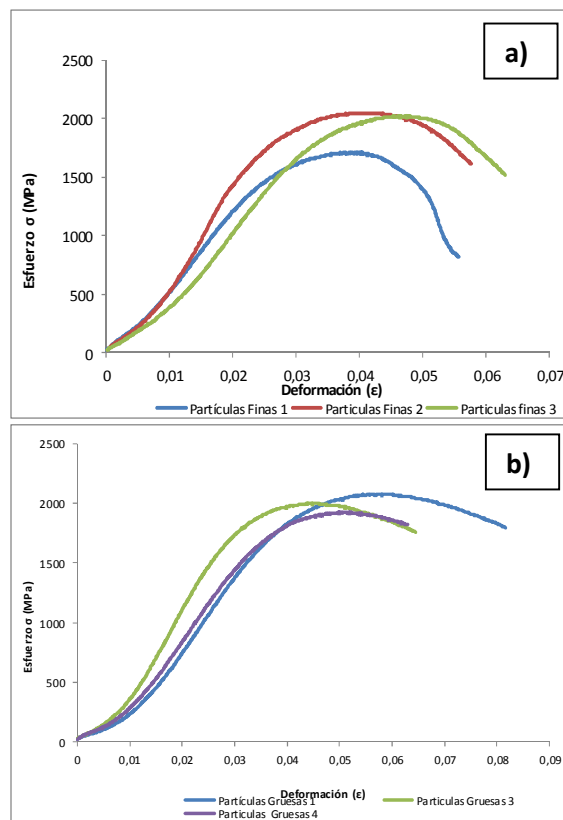 a)
2500
2000
1500
1000
500
0
Esfuerzo σ (MPa)
0 0,01 0,02 0,03 0,04 0,05 0,06 0,07
Deformación (ε)
Partículas Finas 1 Particulas Finas 2 Particulas finas 3
b)
2500
2000
1500
1000
500
0
Esfuerzo σ (MPa)
0 0,01 0,02 0,03 0,04 0,05 0,06 0,07 0,08 0,09
Deformación (ε)
Partículas Gruesas 1 Particulas Gruesas 3
Particulas Gruesas 4